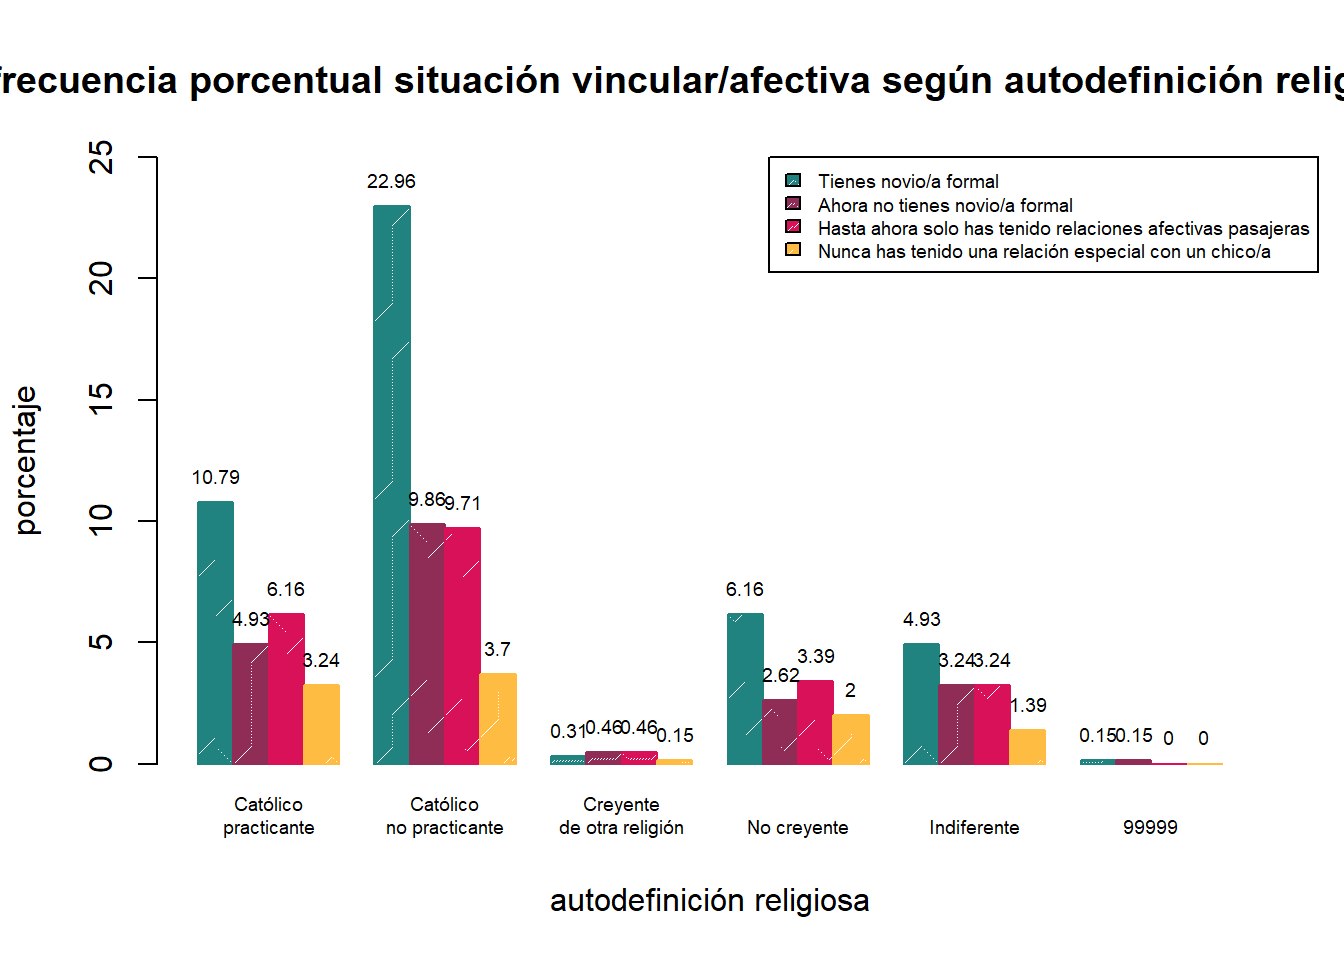 frecuencia porcentual situación vincular/afectiva según autodefinición relig
25
20
15
10
5
0
porcentaje
Tienes novio/a formal
Ahora no tienes novio/a formal
Hasta ahora solo has tenido relaciones afectivas pasajeras
Nunca has tenido una relación especial con un chico/a
10.79
4.93
6.16
3.24
22.96
9.86
9.71
3.7
0.31
0.46
0.46
0.15
6.16
2.62
3.39
2
4.93
3.24
3.24
1.39
0.15
0.15
0
0
Católico
practicante
Católico
no practicante
Creyente
de otra religión
No creyente
Indiferente
99999
autodefinición religiosa